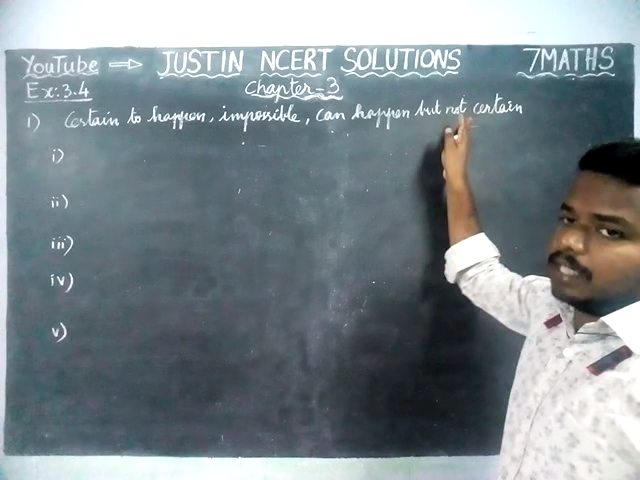 YouTube ⇒ JUSTIN NCERT SOLUTIONS 7MATHS
Ex:3.4 Chapter-3
1) Certain to happen, impossible, can happen but not certain
i)
ii)
iii)
iv)
v)